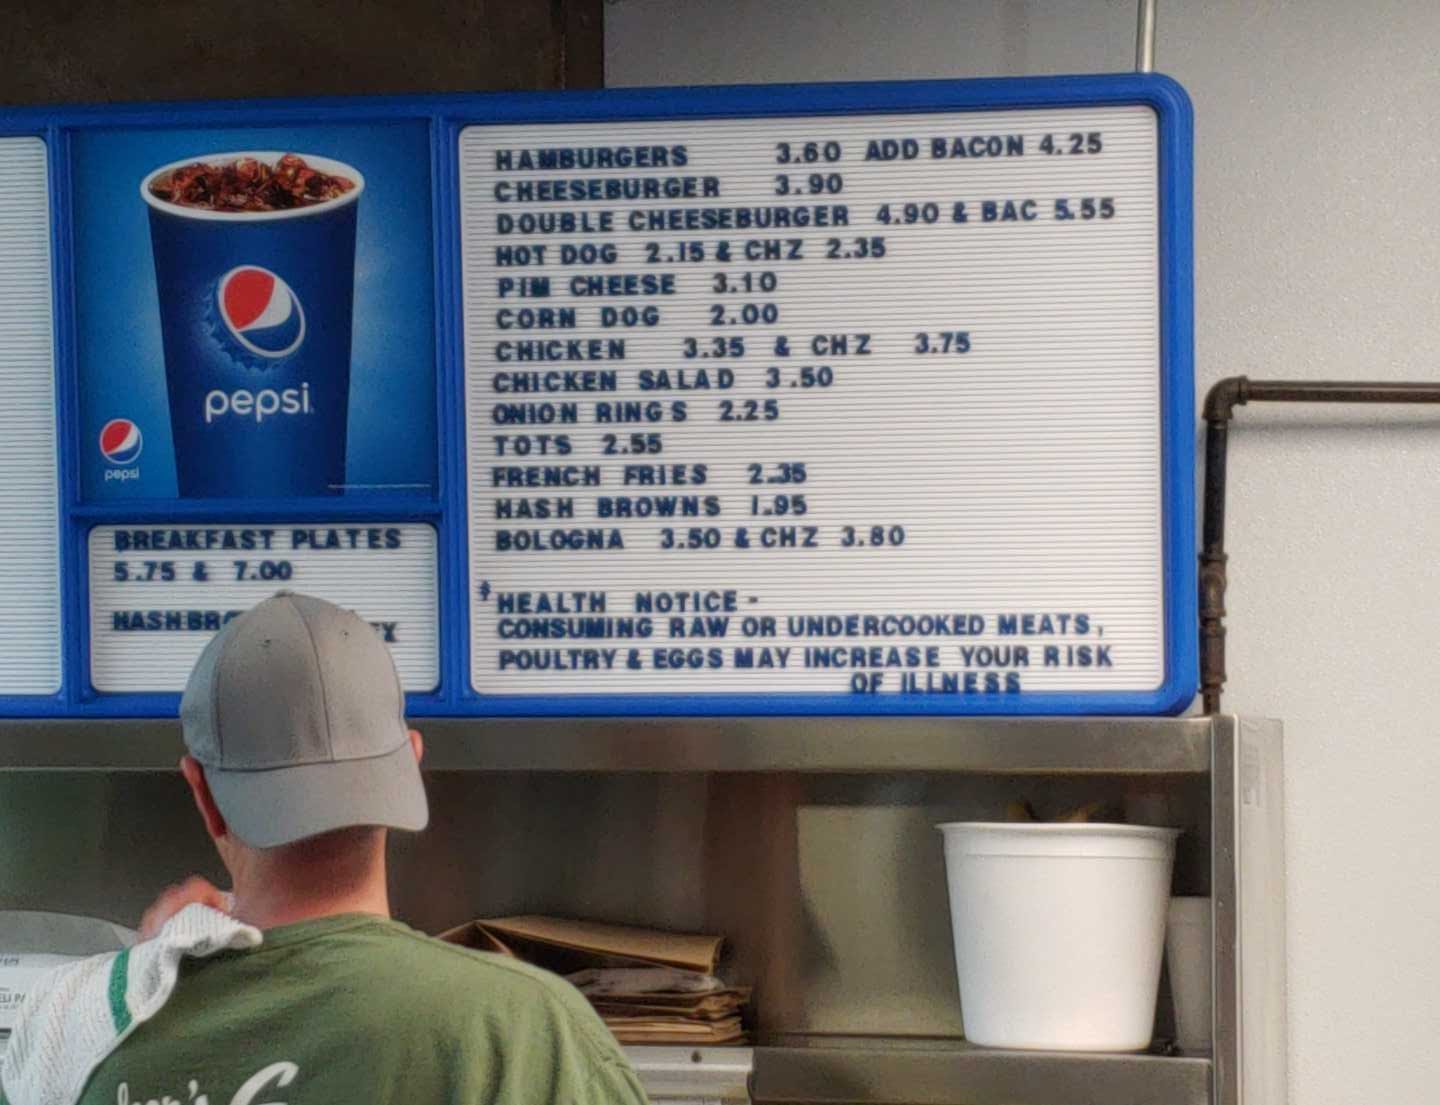 pepsi
pepsi
BREAKFAST PLATES
5.75 & 7.00
HAMBURGERS 3.60 ADD BACON 4.25
CHEESEBURGER 3.90
DOUBLE CHEESEBURGER 4.90 & BAC 5.55
HOT DOG 2.15 & CHZ 2.35
PIM CHEESE 3.10
CORN DOG 2.00
CHICKEN 3.35 & CHZ 3.75
CHICKEN SALAD 3.50
ONION RINGS 2.25
TOTS 2.55
FRENCH FRIES 2.35
HASH BROWNS 1.95
BOLOGNA 3.50 & CHZ 3.80
HEALTH NOTICE -
CONSUMING RAW OR UNDERCOOKED MEATS,
POULTRY & EGGS MAY INCREASE YOUR RISK
OF ILLNESS